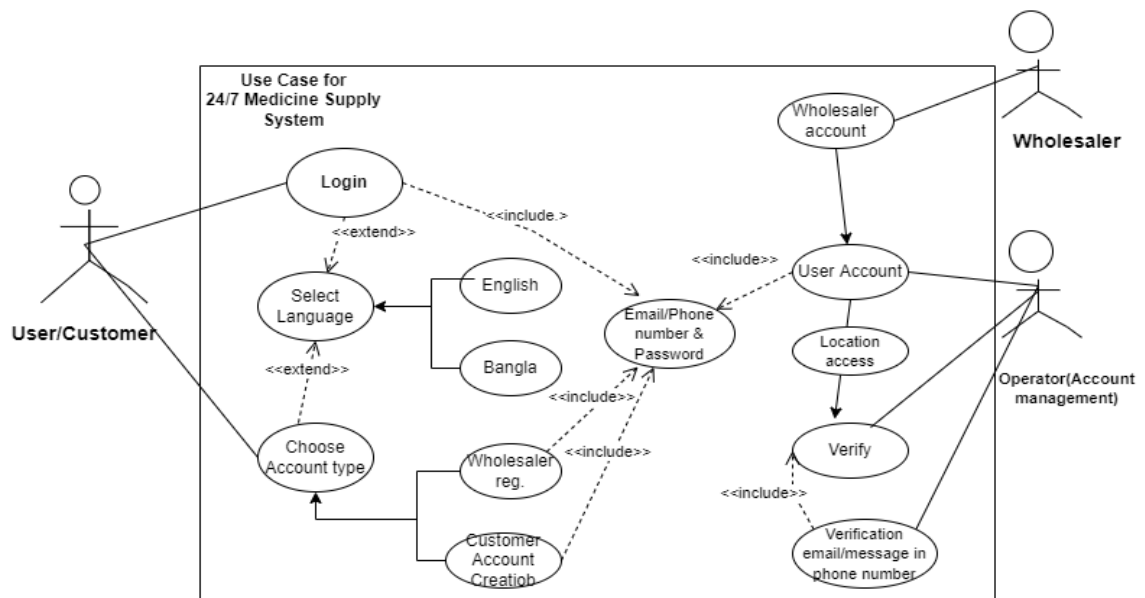 Use Case for
24/7 Medicine Supply
System
Wholesaler
account
Wholesaler
Login
<<include.>
<<extend>>
<<include>>
User Account
English
Select
Language
Email/Phone
number &
Password
User/Customer
Location
access
Bangla
<<extend>>
Operator(Account
management)
<<include>>
Choose
Account type
Wholesaler
reg.
<<include>>
Verify
<<include>>
Customer
Account
Creatiob
Verification
email/message in
phone number